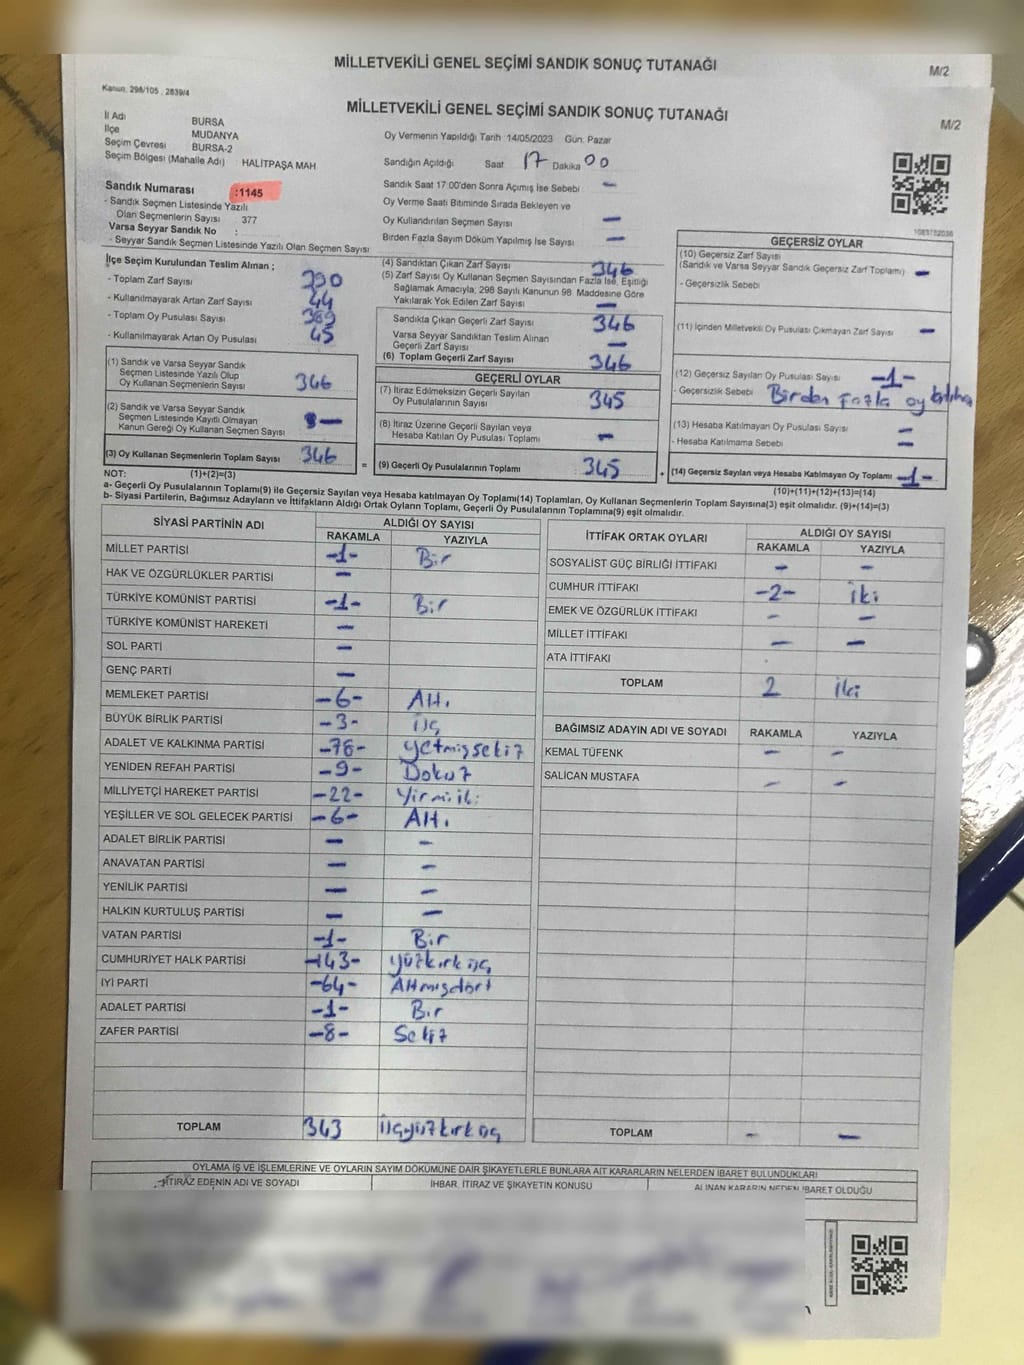 MİLLETVEKİLİ GENEL SEÇİMİ SANDIK SONUÇ TUTANAĞI
M/2
Kanun, 298/105 , 2839/4
MİLLETVEKİLİ GENEL SEÇİMİ SANDIK SONUÇ TUTANAĞI
M/2
İl Adı BURSA
İlçe MUDANYA
Seçim Çevresi BURSA-2
Seçim Bölgesi (Mahalle Adı) : HALİTPAŞA MAH.
Sandık Numarası :1145
- Sandık Seçmen Listesinde Yazılı
Olan Seçmenlerin Sayısı : 377
Varsa Seyyar Sandık No :
- Seyyar Sandık Seçmen Listesinde Yazılı Olan Seçmen Sayısı
Oy Vermenin Yapıldığı Tarih :14/05/2023 Gün: Pazar
Sandığın Açıldığı Saat 17 Dakika 00
Sandık Saat 17:00'den Sonra Açımış İse Sebebi -
Oy Verme Saati Bitiminde Sırada Bekleyen ve
Oy Kullandırılan Seçmen Sayısı -
Birden Fazla Sayım Döküm Yapılmış İse Sayısı -
İlçe Seçim Kurulundan Teslim Alınan ;
- Toplam Zarf Sayısı 390
- Kullanılmayarak Artan Zarf Sayısı 44
- Toplam Oy Pusulası Sayısı 389
- Kullanılmayarak Artan Oy Pusulası 45
(1) Sandık ve Varsa Seyyar Sandık
Seçmen Listesinde Yazılı Olup
Oy Kullanan Seçmenlerin Sayısı 346
(2) Sandık ve Varsa Seyyar Sandık
Seçmen Listesinde Kayıtlı Olmayan
Kanun Gereği Oy Kullanan Seçmen Sayısı -
(3) Oy Kullanan Seçmenlerin Toplam Sayısı 346
(4) Sandıktan Çıkan Zarf Sayısı 346
(5) Zarf Sayısı Oy Kullanan Seçmen Sayısından Fazla İse, Eşitliği
Sağlamak Amacıyla; 298 Sayılı Kanunun 98. Maddesine Göre
Yakılarak Yok Edilen Zarf Sayısı -
Sandıkta Çıkan Geçerli Zarf Sayısı 346
Varsa Seyyar Sandıktan Teslim Alınan
Geçerli Zarf Sayısı -
(6) Toplam Geçerli Zarf Sayısı 346
GEÇERLİ OYLAR
(7) İtiraz Edilmeksizin Geçerli Sayılan
Oy Pusulalarının Sayısı 345
(8) İtiraz Üzerine Geçerli Sayılan veya
Hesaba Katılan Oy Pusulası Toplamı -
= (9) Geçerli Oy Pusulalarının Toplamı 345 +
1083782036
GEÇERSİZ OYLAR
(10) Geçersiz Zarf Sayısı
(Sandık ve Varsa Seyyar Sandık Geçersiz Zarf Toplamı) -
- Geçersizlik Sebebi
(11) İçinden Milletvekili Oy Pusulası Çıkmayan Zarf Sayısı -
(12) Geçersiz Sayılan Oy Pusulası Sayısı -1-
- Geçersizlik Sebebi Birden Fazla oy
(13) Hesaba Katılmayan Oy Pusulası Sayısı -
- Hesaba Katılmama Sebebi -
(14) Geçersiz Sayılan veya Hesaba Katılmayan Oy Toplamı -1-
NOT: (1)+(2)=(3) (10)+(11)+(12)+(13)=(14)
a- Geçerli Oy Pusulalarının Toplamı(9) ile Geçersiz Sayılan veya Hesaba katılmayan Oy Toplamı(14) Toplamları, Oy Kullanan Seçmenlerin Toplam Sayısına(3) eşit olmalıdır. (9)+(14)=(3)
b- Siyasi Partilerin, Bağımsız Adayların ve İttifakların Aldığı Ortak Oyların Toplamı, Geçerli Oy Pusulalarının Toplamına(9) eşit olmalıdır.
SİYASİ PARTİNİN ADI ALDIĞI OY SAYISI
RAKAMLA YAZIYLA
MİLLET PARTİSİ -1- Bir
HAK VE ÖZGÜRLÜKLER PARTİSİ -
TÜRKİYE KOMÜNİST PARTİSİ -1- Bir
TÜRKİYE KOMÜNİST HAREKETİ -
SOL PARTİ -
GENÇ PARTİ -
MEMLEKET PARTİSİ -6- Altı
BÜYÜK BİRLİK PARTİSİ -3- üç
ADALET VE KALKINMA PARTİSİ -78- yetmişsekiz
YENİDEN REFAH PARTİSİ -9- Dokuz
MİLLİYETÇİ HAREKET PARTİSİ -22- Yirmiiki
YEŞİLLER VE SOL GELECEK PARTİSİ -6- Altı
ADALET BİRLİK PARTİSİ - -
ANAVATAN PARTİSİ - -
YENİLİK PARTİSİ - -
HALKIN KURTULUŞ PARTİSİ - -
VATAN PARTİSİ -1- Bir
CUMHURİYET HALK PARTİSİ -143- yüzkırküç
İYİ PARTİ -64- Altmışdört
ADALET PARTİSİ -1- Bir
ZAFER PARTİSİ -8- Sekiz
TOPLAM 343 üçyüzkırküç
İTTİFAK ORTAK OYLARI ALDIĞI OY SAYISI
RAKAMLA YAZIYLA
SOSYALİST GÜÇ BİRLİĞİ İTTİFAKI - -
CUMHUR İTTİFAKI -2- iki
EMEK VE ÖZGÜRLÜK İTTİFAKI - -
MİLLET İTTİFAKI - -
ATA İTTİFAKI
TOPLAM 2 iki
BAĞIMSIZ ADAYIN ADI VE SOYADI RAKAMLA YAZIYLA
KEMAL TÜFENK - -
SALİCAN MUSTAFA - -
TOPLAM - -
OYLAMA İŞ VE İŞLEMLERİNE VE OYLARIN SAYIM DÖKÜMÜNE DAİR ŞİKAYETLERLE BUNLARA AİT KARARLARIN NELERDEN İBARET BULUNDUKLARI
İTİRAZ EDENİN ADI VE SOYADI İHBAR, İTİRAZ VE ŞİKAYETİN KONUSU ALINAN KARARIN NEDEN İBARET OLDUĞU